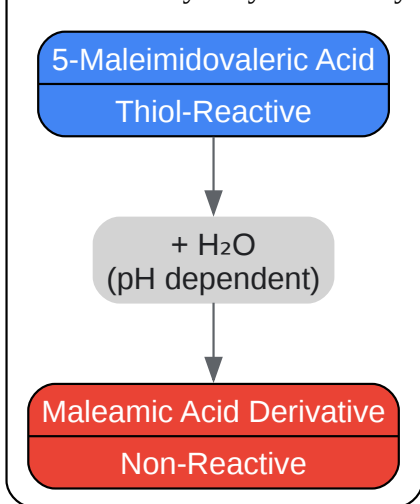 5-Maleimidovaleric Acid
Thiol-Reactive
+ H₂O
(pH dependent)
Maleamic Acid Derivative
Non-Reactive